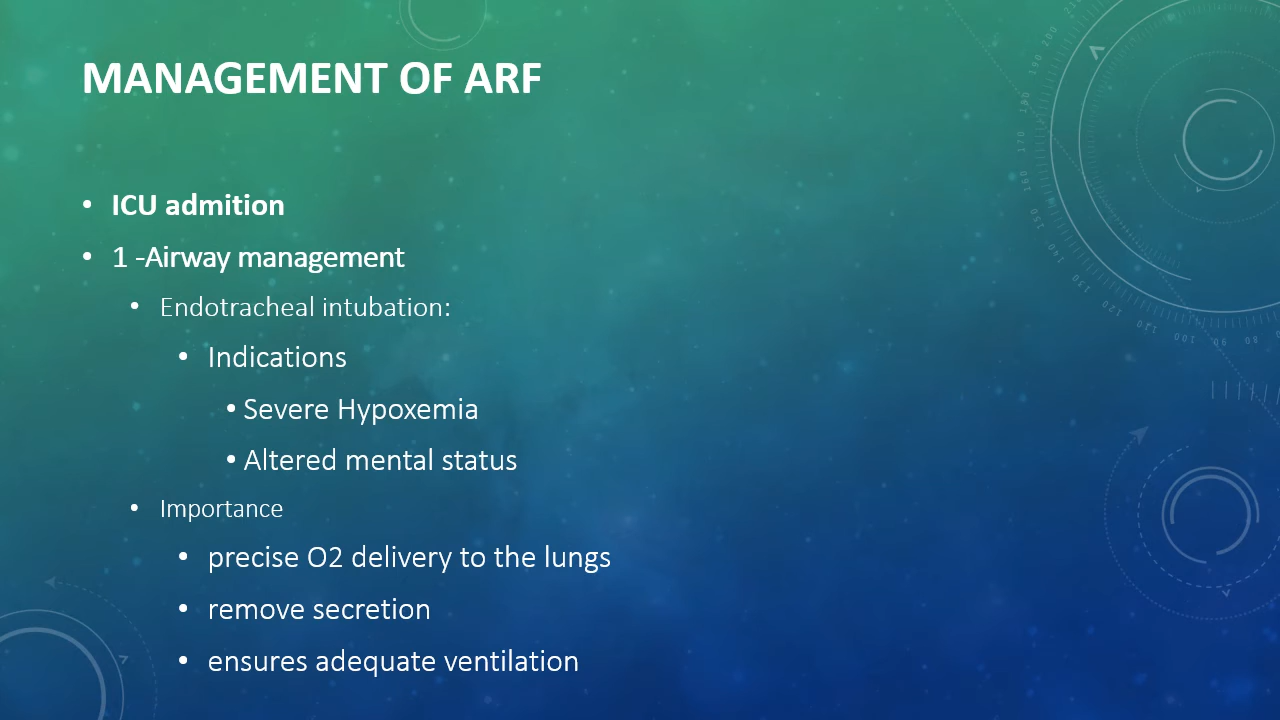 MANAGEMENT OF ARF
• ICU admition
• 1 -Airway management
• Endotracheal intubation:
• Indications
• Severe Hypoxemia
• Altered mental status
• Importance
• precise O2 delivery to the lungs
• remove secretion
• ensures adequate ventilation